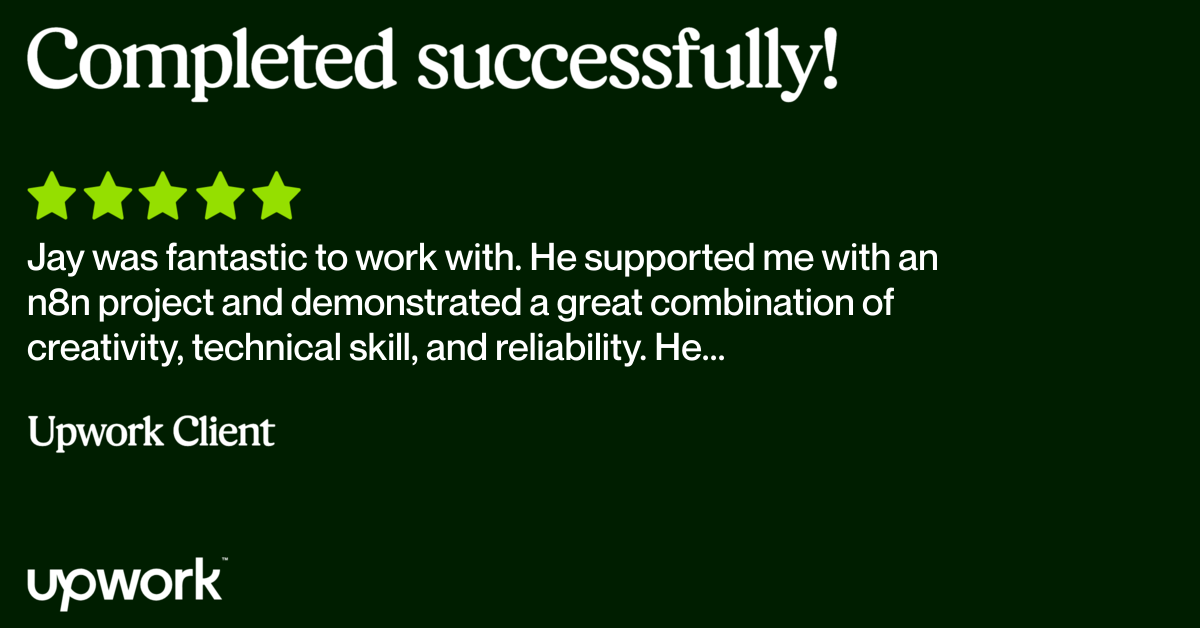 Completed successfully!
Jay was fantastic to work with. He supported me with an
n8n project and demonstrated a great combination of
creativity, technical skill, and reliability. He...
Upwork Client
upwork™